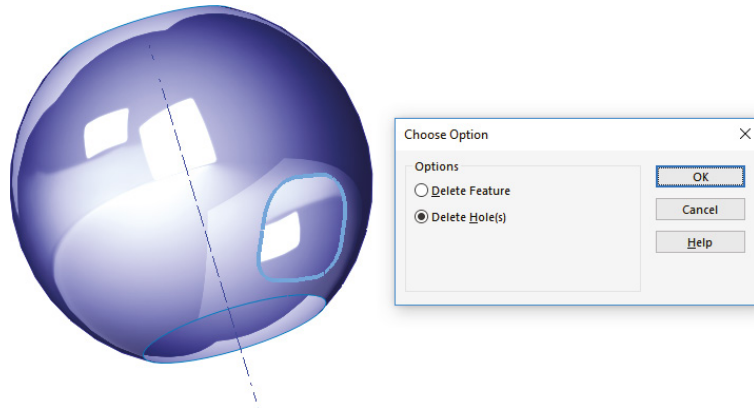 Choose Option
Options
Delete Feature
Delete Hole(s)
OK
Cancel
Help